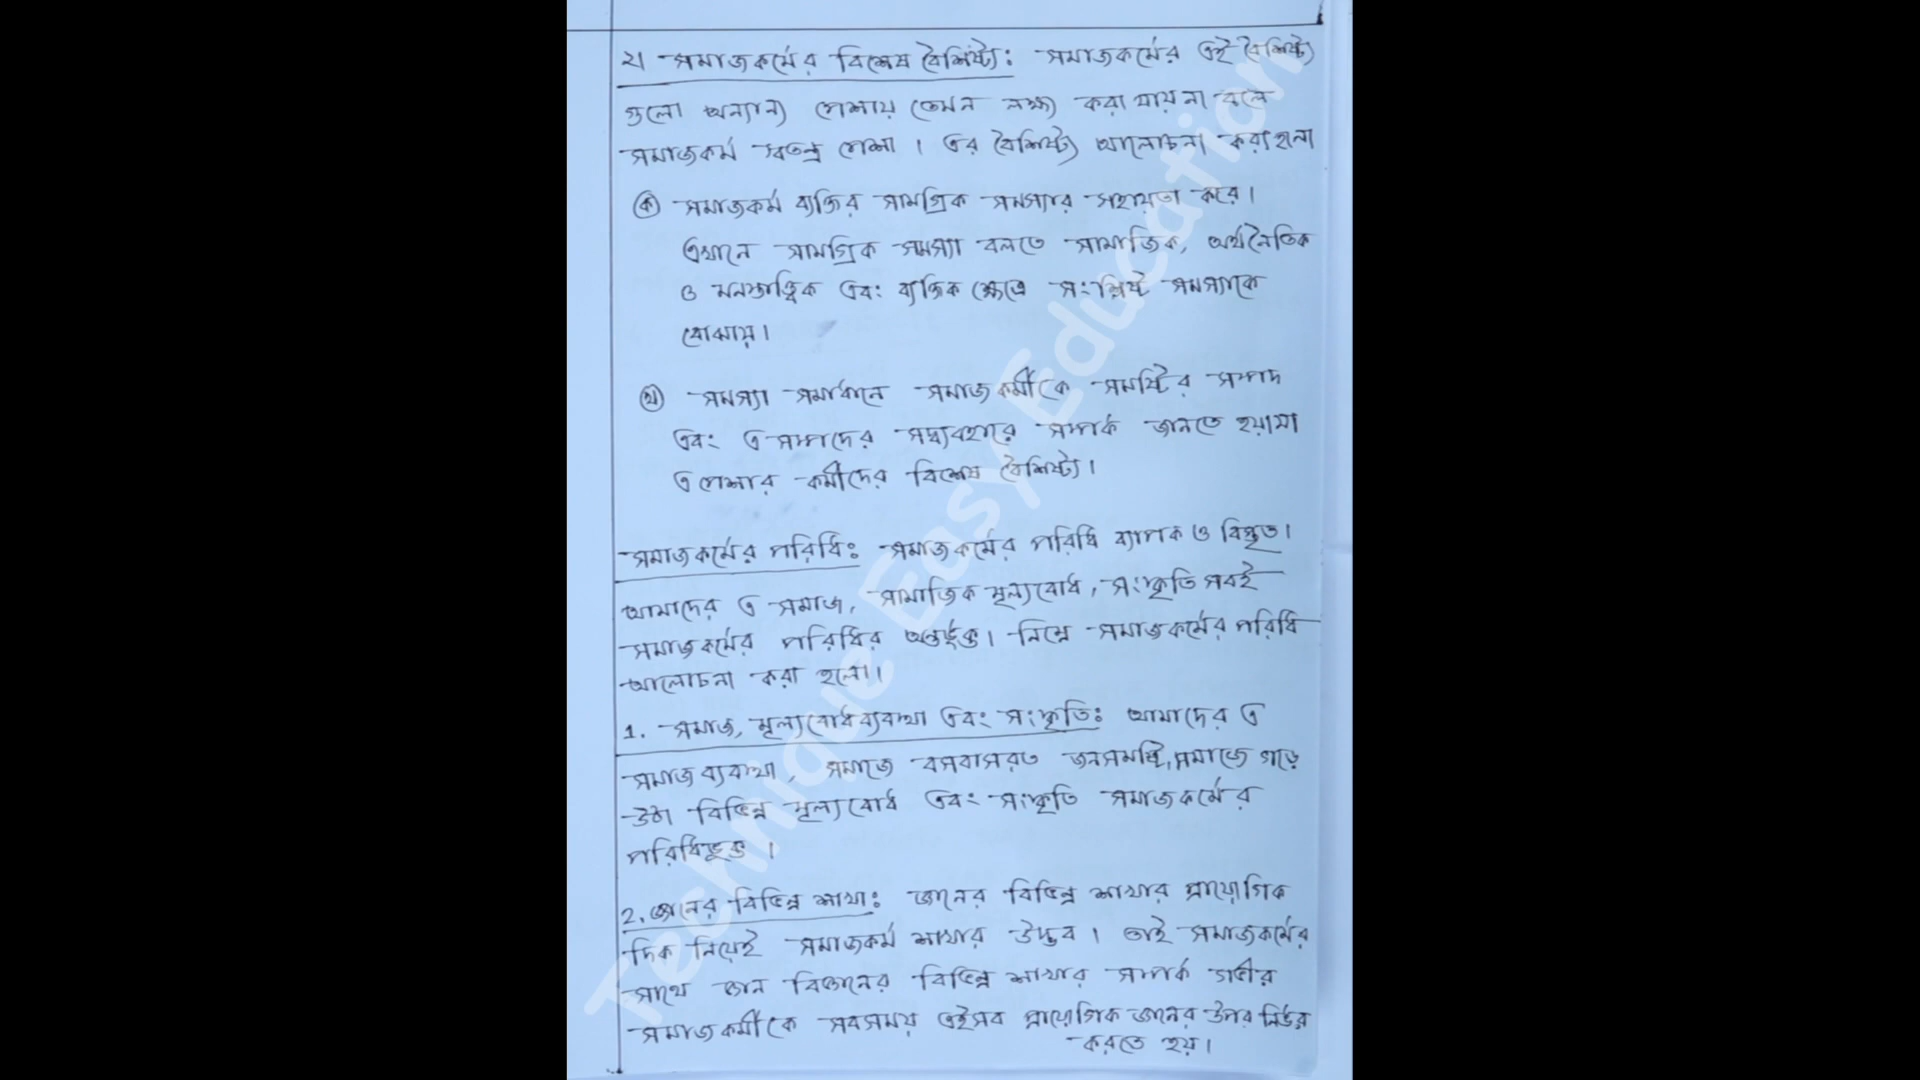 ২। সমাজকর্মের বিশেষ বৈশিষ্ট্য: সমাজকর্মের এই বৈশিষ্ট্য
গুলো অন্যান্য পেশায় তেমন লক্ষ্য করা যায় না বলে
সমাজকর্ম স্বতন্ত্র পেশা। এর বৈশিষ্ট্য আলোচনা করা হলো
ক সমাজকর্ম ব্যক্তির সামগ্রিক সমস্যার সহায়তা করে।
এখানে সামগ্রিক সমস্যা বলতে সামাজিক, অর্থনৈতিক
ও মনস্তাত্ত্বিক এবং ব্যক্তিক ক্ষেত্রে সংশ্লিষ্ট সমস্যাকে
বোঝায়।
খ সমস্যা সমাধানে সমাজকর্মীকে সমষ্টির সম্পদ
এবং এ সম্পদের সদ্ব্যবহারে সম্পর্কে জানতে হয়। যা
এ পেশার কর্মীদের বিশেষ বৈশিষ্ট্য।
সমাজকর্মের পরিধিঃ সমাজকর্মের পরিধি ব্যাপক ও বিস্তৃত।
আমাদের এ সমাজ, সামাজিক মূল্যবোধ, সংস্কৃতি সবই
সমাজকর্মের পরিধির অন্তর্ভুক্ত। নিম্নে সমাজকর্মের পরিধি
আলোচনা করা হলো।
1. সমাজ, মূল্যবোধ ব্যবস্থা এবং সংস্কৃতিঃ আমাদের এ
সমাজ ব্যবস্থা, সমাজে বসবাসরত জনসমষ্টি, সমাজে গড়ে
উঠা বিভিন্ন মূল্যবোধ এবং সংস্কৃতি সমাজকর্মের
পরিধিভুক্ত।
2. জ্ঞানের বিভিন্ন শাখাঃ জ্ঞানের বিভিন্ন শাখার প্রায়োগিক
দিক নিয়েই সমাজকর্ম শাখার উদ্ভব। তাই সমাজকর্মের
সাথে জ্ঞান বিজ্ঞানের বিভিন্ন শাখার সম্পর্ক গভীর
সমাজকর্মীকে সবসময় এইসব প্রায়োগিক জ্ঞানের উপর নির্ভর
করতে হয়।
Technique Easy Education